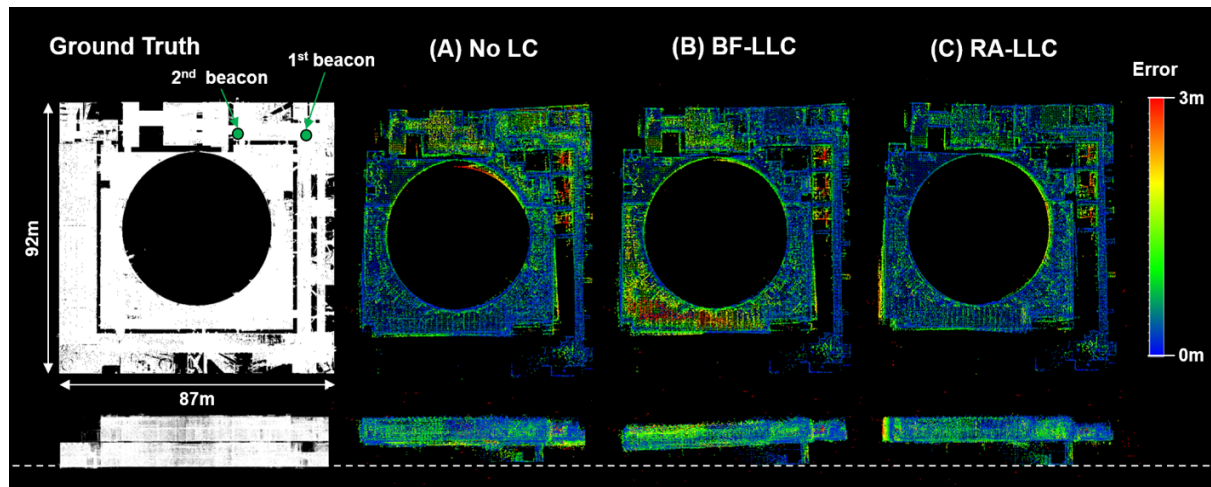 Ground Truth
(A) No LC
(B) BF-LLC
(C) RA-LLC
1st beacon
2nd beacon
Error
3m
0m
92m
87m